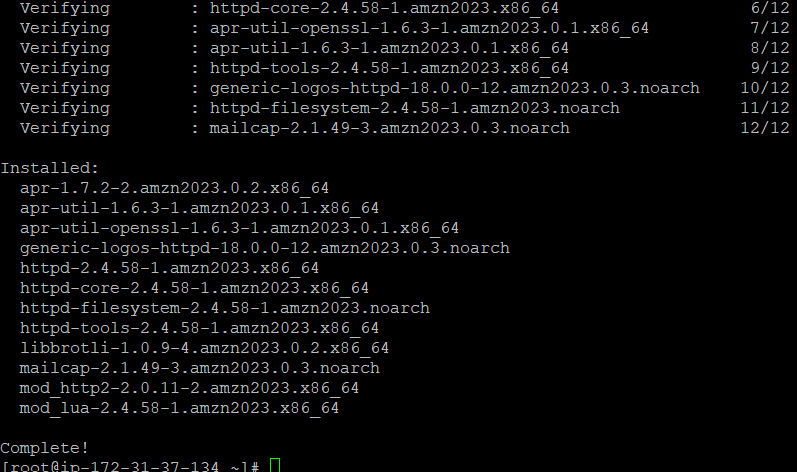 Verifying : httpd-core-2.4.58-1.amzn2023.x86_64 6/12
Verifying : apr-util-openssl-1.6.3-1.amzn2023.0.1.x86_64 7/12
Verifying : apr-util-1.6.3-1.amzn2023.0.1.x86_64 8/12
Verifying : httpd-tools-2.4.58-1.amzn2023.x86_64 9/12
Verifying : generic-logos-httpd-18.0.0-12.amzn2023.0.3.noarch 10/12
Verifying : httpd-filesystem-2.4.58-1.amzn2023.noarch 11/12
Verifying : mailcap-2.1.49-3.amzn2023.0.3.noarch 12/12
Installed:
apr-1.7.2-2.amzn2023.0.2.x86_64
apr-util-1.6.3-1.amzn2023.0.1.x86_64
apr-util-openssl-1.6.3-1.amzn2023.0.1.x86_64
generic-logos-httpd-18.0.0-12.amzn2023.0.3.noarch
httpd-2.4.58-1.amzn2023.x86_64
httpd-core-2.4.58-1.amzn2023.x86_64
httpd-filesystem-2.4.58-1.amzn2023.noarch
httpd-tools-2.4.58-1.amzn2023.x86_64
libbrotli-1.0.9-4.amzn2023.0.2.x86_64
mailcap-2.1.49-3.amzn2023.0.3.noarch
mod_http2-2.0.11-2.amzn2023.x86_64
mod_lua-2.4.58-1.amzn2023.x86_64
Complete!
[root@ip-172-31-37-134 ~]#